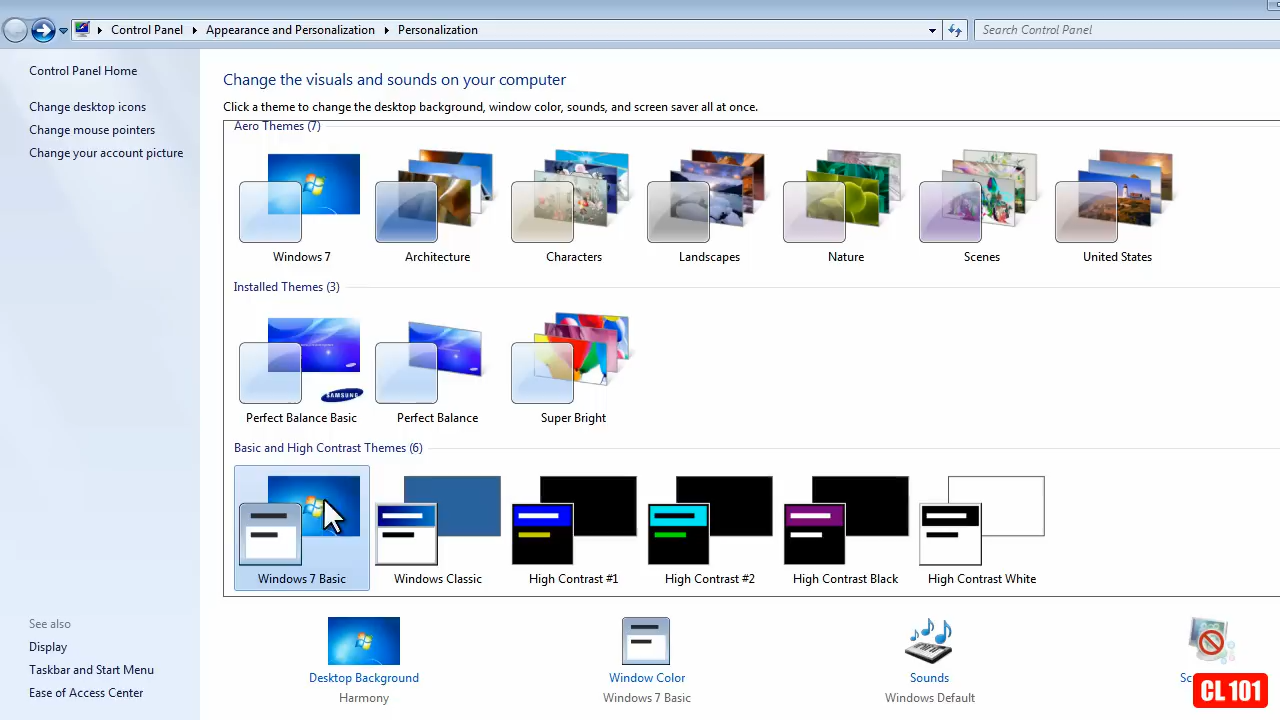 Control Panel Appearance and Personalization Personalization
Search Control Panel
Control Panel Home
Change desktop icons
Change mouse pointers
Change your account picture
Change the visuals and sounds on your computer
Click a theme to change the desktop background, window color, sounds, and screen saver all at once.
Aero Themes (7)
Windows 7 Architecture Characters Landscapes Nature Scenes United States
Installed Themes (3)
SAMSUNG
Perfect Balance Basic Perfect Balance Super Bright
Basic and High Contrast Themes (6)
Windows 7 Basic Windows Classic High Contrast #1 High Contrast #2 High Contrast Black High Contrast White
See also
Display
Taskbar and Start Menu
Ease of Access Center
Desktop Background Window Color Sounds
Harmony Windows 7 Basic Windows Default
CL 101